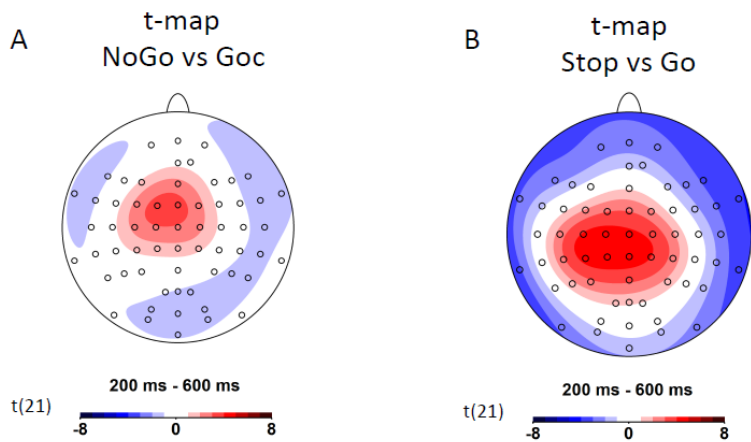 A
t-map
NoGo vs Goc
B
t-map
Stop vs Go
200 ms - 600 ms
t(21)
-8
0
8
200 ms - 600 ms
t(21)
-8
0
8